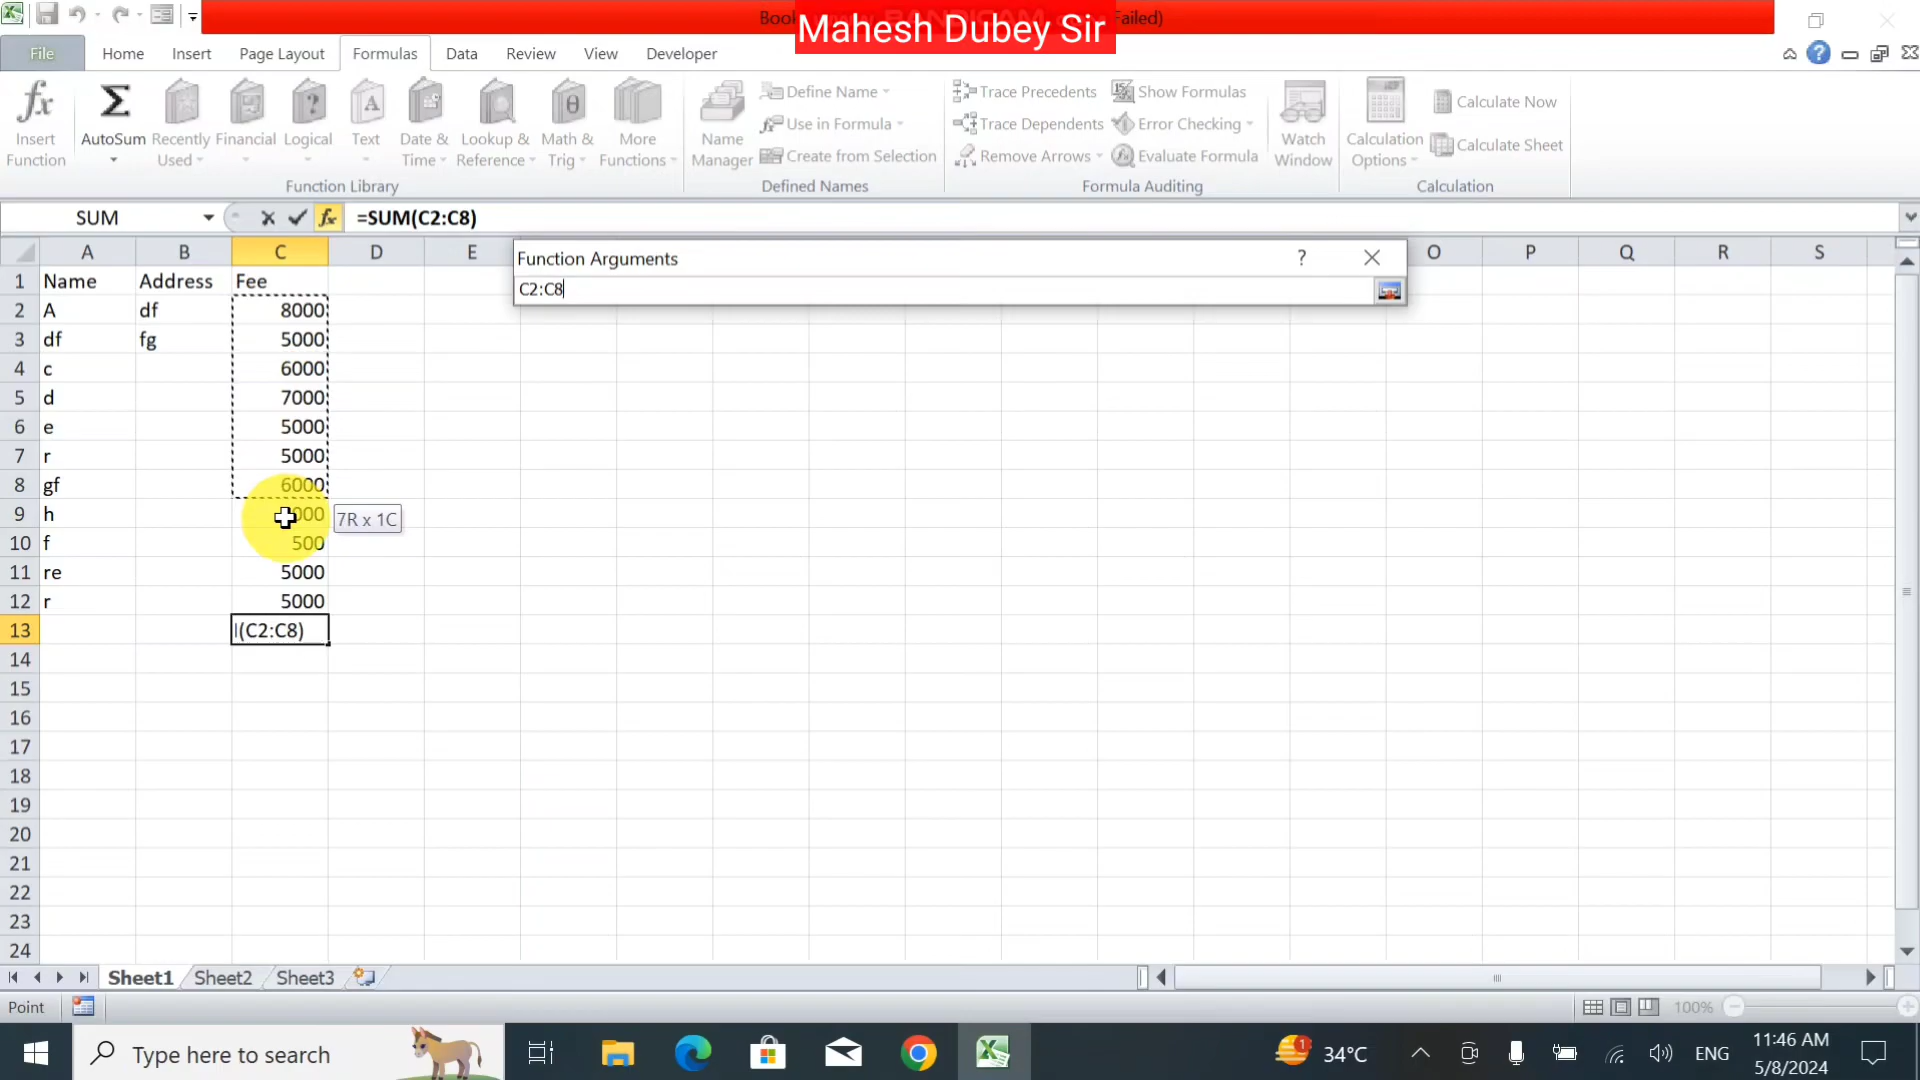 Book
Failed)
Mahesh Dubey Sir
File Home Insert Page Layout Formulas Data Review View Developer
Insert Function
AutoSum
Recently Used
Financial
Logical
Text
Date & Time
Lookup & Reference
Math & Trig
More Functions
Function Library
Name Manager
Define Name
Use in Formula
Create from Selection
Defined Names
Trace Precedents
Trace Dependents
Remove Arrows
Show Formulas
Error Checking
Evaluate Formula
Formula Auditing
Watch Window
Calculation Options
Calculate Now
Calculate Sheet
Calculation
SUM fx =SUM(C2:C8)
Function Arguments ?
C2:C8
A B C D E O P Q R S
1 Name Address Fee
2 A df 8000
3 df fg 5000
4 c 6000
5 d 7000
6 e 5000
7 r 5000
8 gf 6000
9 h
7R x 1C
10 f 500
11 re 5000
12 r 5000
13 (C2:C8)
14
15
16
17
18
19
20
21
22
23
24
Sheet1 Sheet2 Sheet3
Point 100%
Type here to search
1 34°C ENG
11:46 AM
5/8/2024